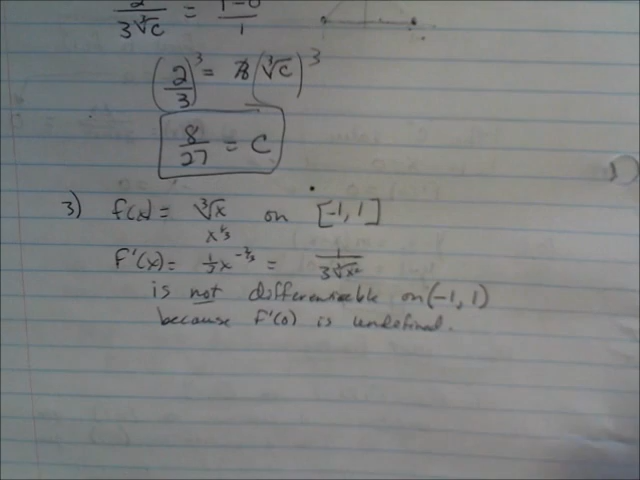 2/(3∛c) = (1-0)/1
(2/3)³ = (∛c)³
8/27 = C
3) f(x) = ∛x on [-1, 1]
x^(1/3)
f'(x) = 1/3 x^(-2/3) = 1/(3∛x²)
is not differentiable on (-1, 1)
because f'(0) is undefined.